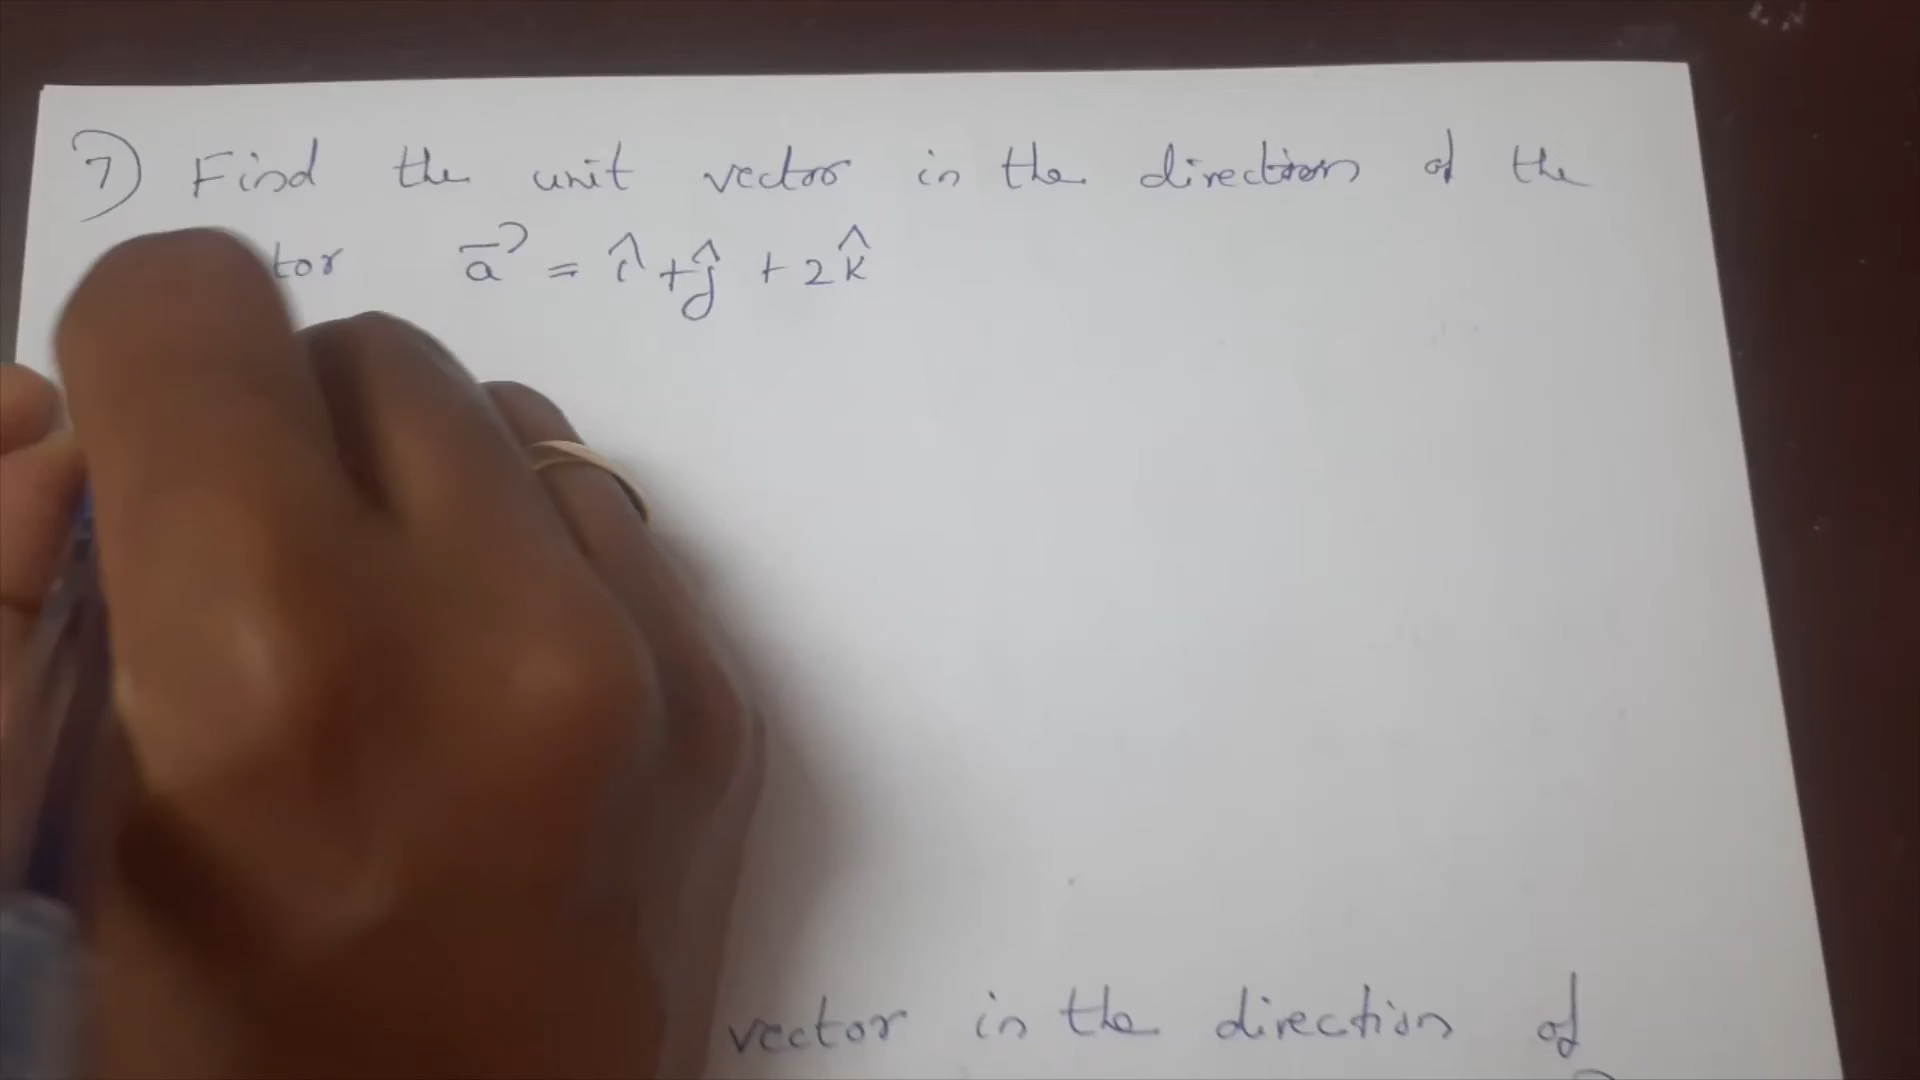 7) Find the unit vector in the direction of the
tor a⃗ = î + ĵ + 2k̂
vector in the direction of